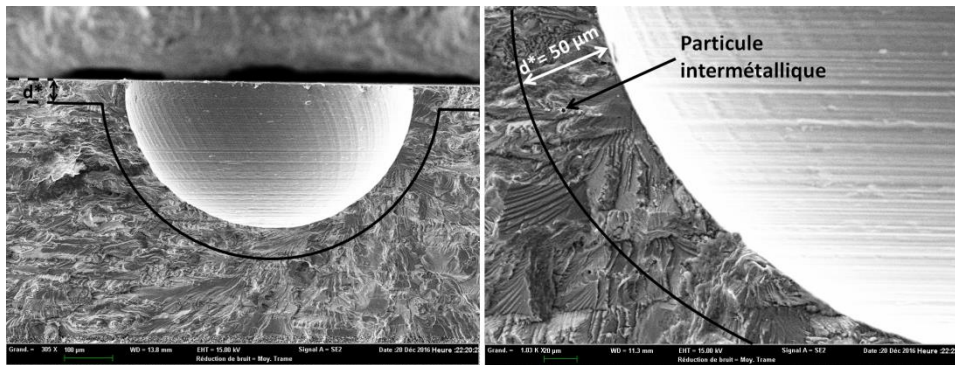 d*
Grand. = 305 X 100 µm WD = 13.8 mm EHT = 15.00 kV Signal A = SE2 Date :20 Déc 2016 Heure :22:20:2
Réduction de bruit = Moy. Trame
d*= 50 µm
Particule
intermétallique
Grand. = 1.03 K X 20 µm WD = 11.3 mm EHT = 15.00 kV Signal A = SE2 Date :20 Déc 2016 Heure :22:2
Réduction de bruit = Moy. Trame